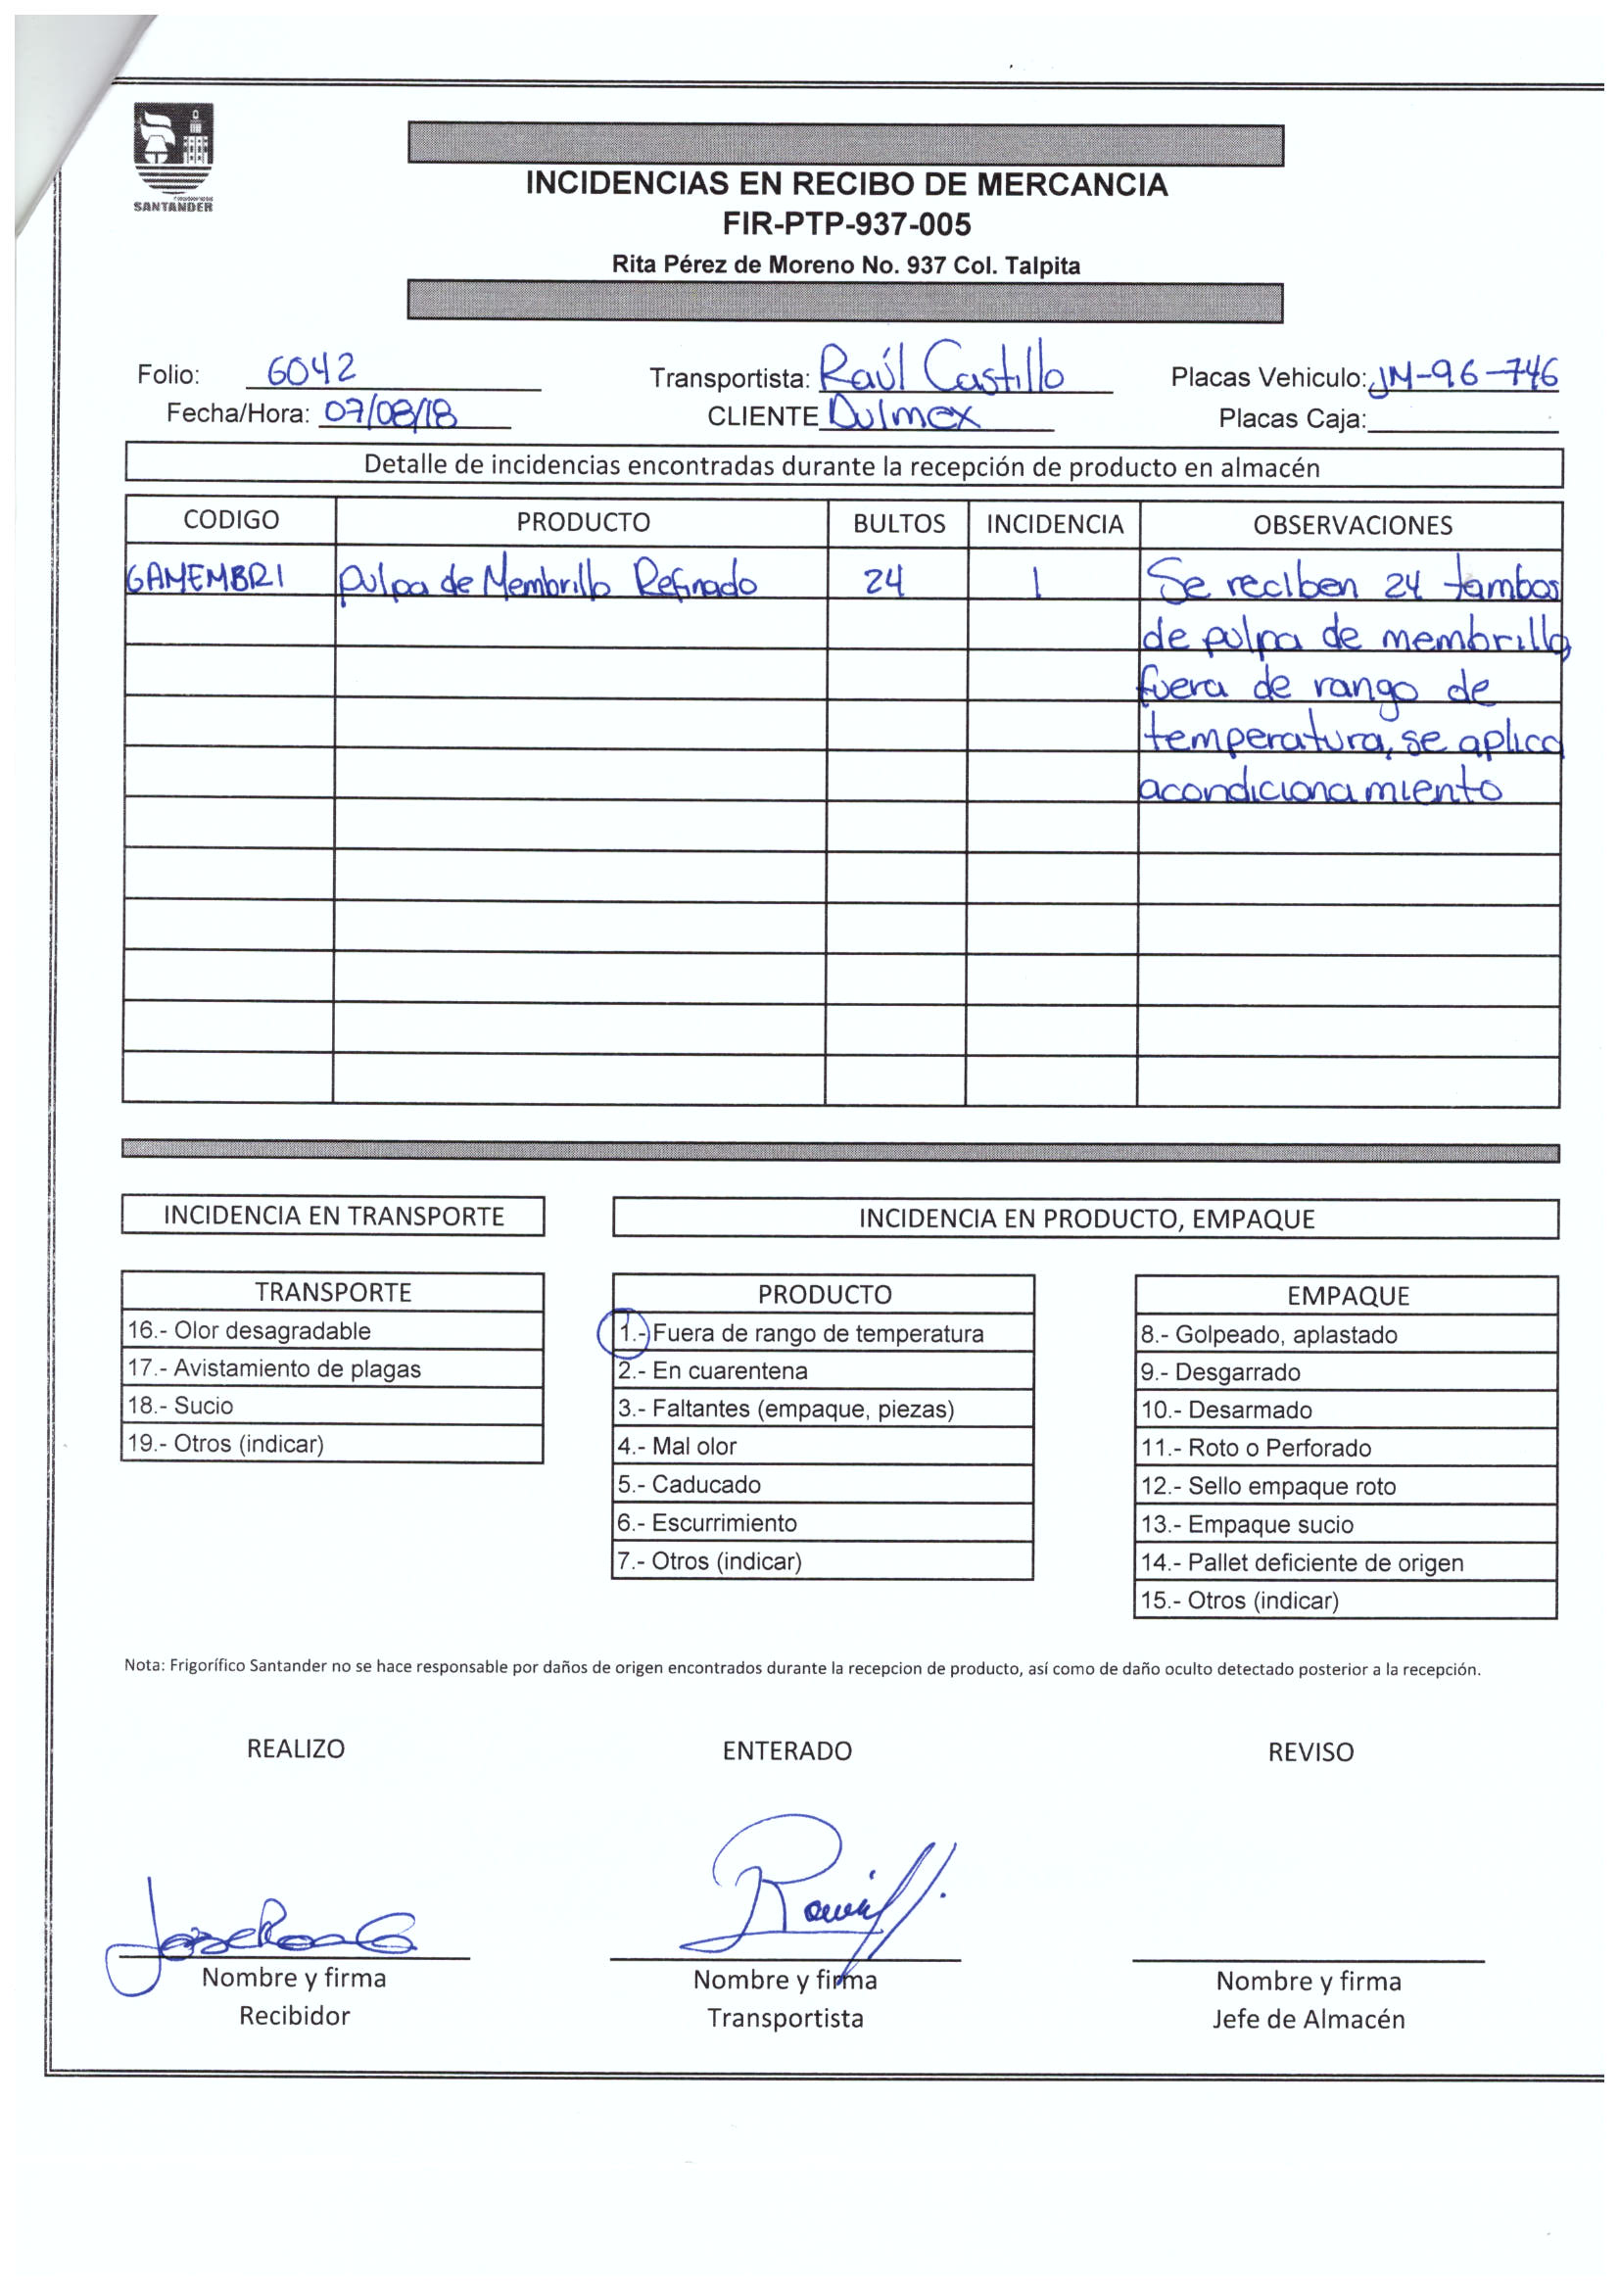 SANTANDER
INCIDENCIAS EN RECIBO DE MERCANCIA
FIR-PTP-937-005
Rita Pérez de Moreno No. 937 Col. Talpita
Folio: 6042 Transportista: Raúl Castillo Placas Vehiculo: JM-96-746
Fecha/Hora: 07/08/18 CLIENTE Dulmex Placas Caja:
Detalle de incidencias encontradas durante la recepción de producto en almacén
CODIGO PRODUCTO BULTOS INCIDENCIA OBSERVACIONES
GAMEMBRI pulpa de Membrillo Refinado 24 1 Se reciben 24 tambos
de pulpa de membrillo
fuera de rango de
temperatura, se aplica
acondicionamiento
INCIDENCIA EN TRANSPORTE
INCIDENCIA EN PRODUCTO, EMPAQUE
TRANSPORTE
16.- Olor desagradable
17.- Avistamiento de plagas
18.- Sucio
19.- Otros (indicar)
PRODUCTO
1.- Fuera de rango de temperatura
2.- En cuarentena
3.- Faltantes (empaque, piezas)
4.- Mal olor
5.- Caducado
6.- Escurrimiento
7.- Otros (indicar)
EMPAQUE
8.- Golpeado, aplastado
9.- Desgarrado
10.- Desarmado
11.- Roto o Perforado
12.- Sello empaque roto
13.- Empaque sucio
14.- Pallet deficiente de origen
15.- Otros (indicar)
Nota: Frigorífico Santander no se hace responsable por daños de origen encontrados durante la recepcion de producto, así como de daño oculto detectado posterior a la recepción.
REALIZO ENTERADO REVISO
Nombre y firma Nombre y firma Nombre y firma
Recibidor Transportista Jefe de Almacén